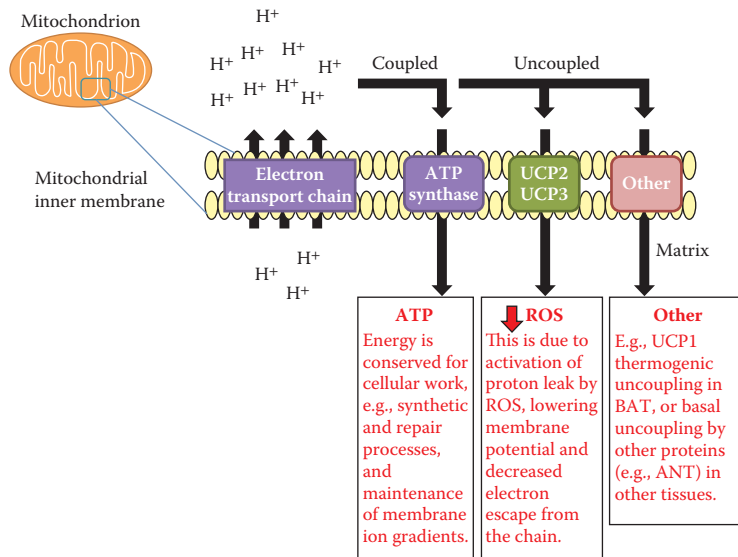 Mitochondrion
H⁺
H⁺
H⁺
H⁺
H⁺
H⁺
H⁺
H⁺
H⁺
H⁺
Coupled
Uncoupled
Mitochondrial
inner membrane
Electron
transport chain
ATP
synthase
UCP2
UCP3
Other
H⁺
H⁺
H⁺
Matrix
ATP
Energy is
conserved for
cellular work,
e.g., synthetic
and repair
processes,
and
maintenance
of membrane
ion gradients.
ROS
This is due to
activation of
proton leak by
ROS, lowering
membrane
potential and
decreased
electron
escape from
the chain.
Other
E.g., UCP1
thermogenic
uncoupling in
BAT, or basal
uncoupling by
other proteins
(e.g., ANT) in
other tissues.